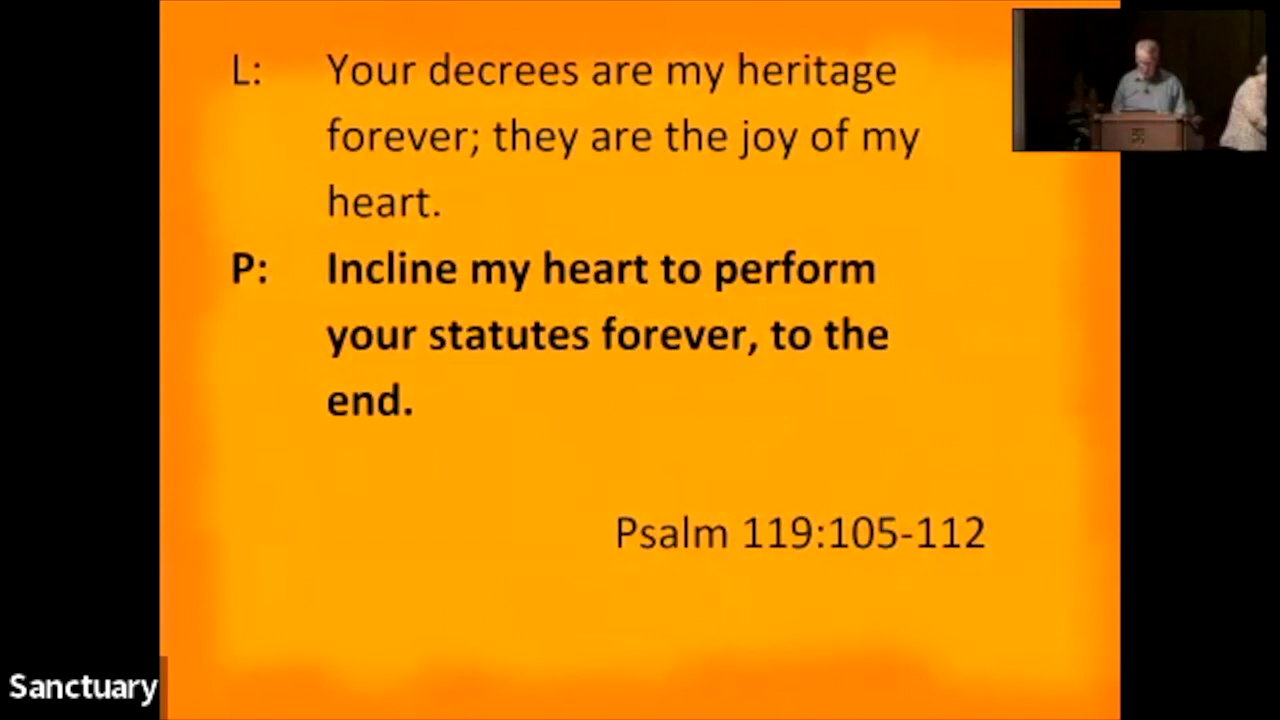 L: Your decrees are my heritage
forever; they are the joy of my
heart.
P: Incline my heart to perform
your statutes forever, to the
end.
Psalm 119:105-112
Sanctuary